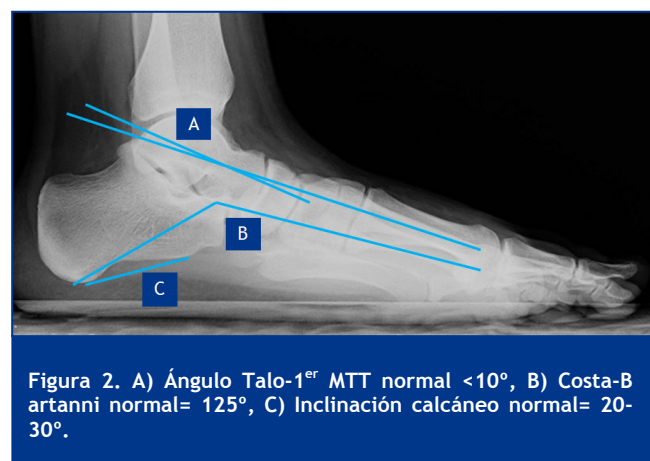 A
B
C
Figura 2. A) Ángulo Talo-1er MTT normal <10º, B) Costa-B
artanni normal= 125º, C) Inclinación calcáneo normal= 20-
30º.